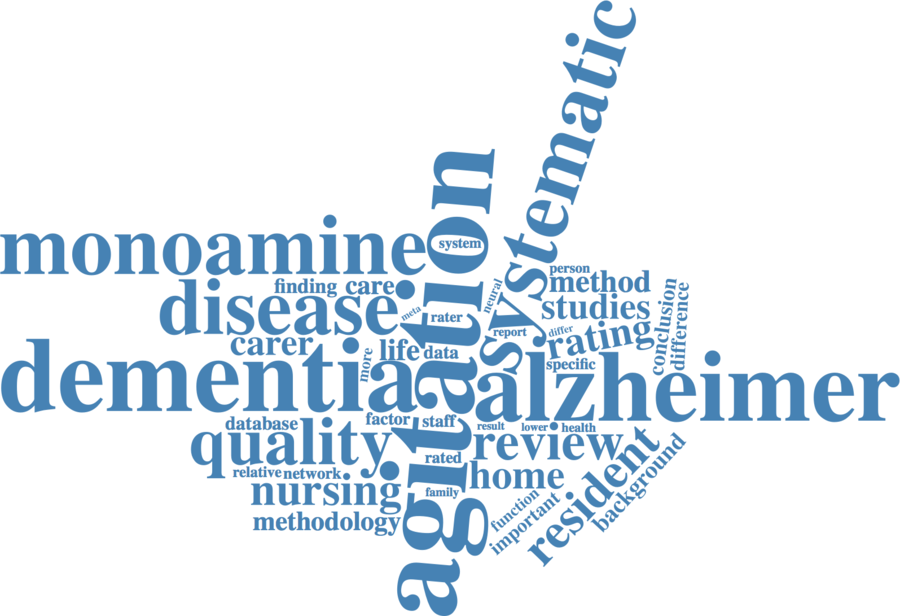 systematic
agitation
monoamine
system
person
method
finding
care
neural
disease
studies
meta
rater
conclusion
difference
report
differ
rating
carer
life
data
more
specific
dementia
alzheimer
database
factor
staff
result
lower
health
quality
review
rated
relative
network
home
resident
background
nursing
family
function
important
methodology